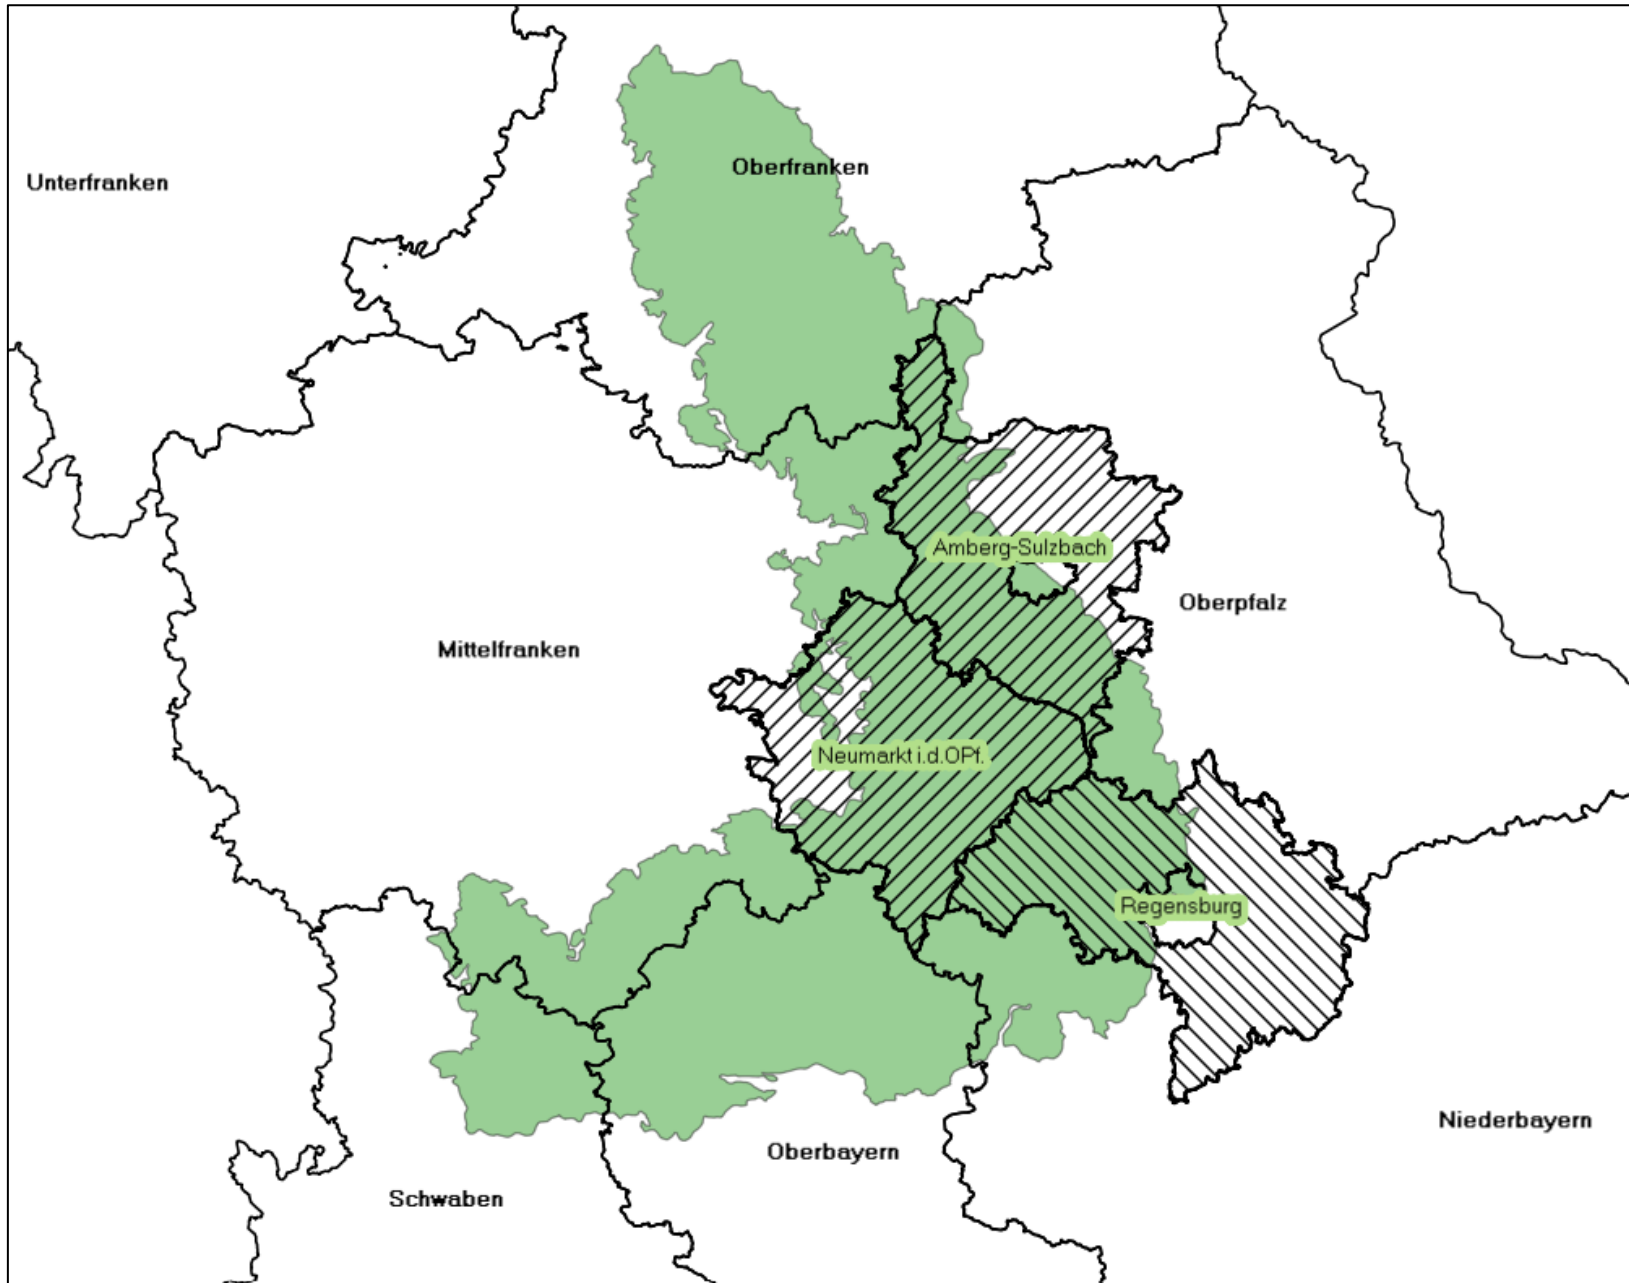 Oberfranken
Unterfranken
Amberg-Sulzbach
Oberpfalz
Mittelfranken
Neumarkt i.d.OPf.
Regensburg
Niederbayern
Oberbayern
Schwaben